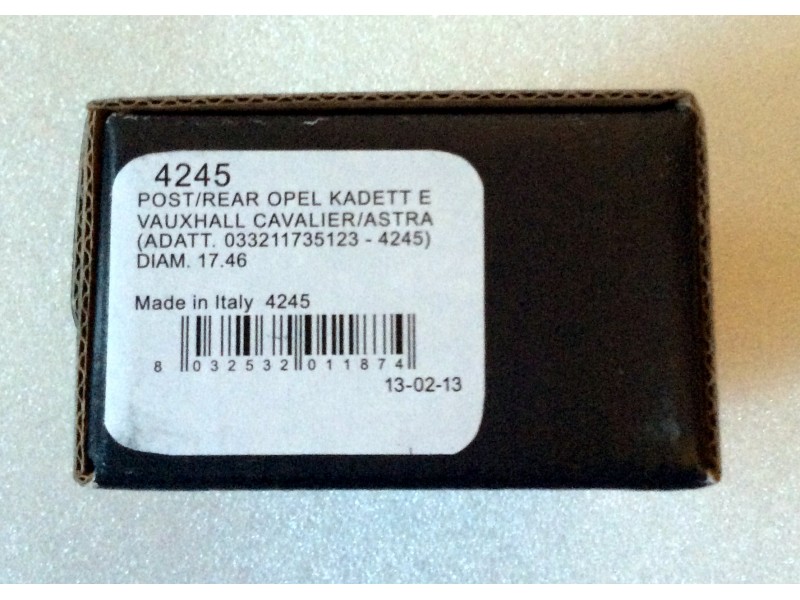 4245
POST/REAR OPEL KADETT E
VAUXHALL CAVALIER/ASTRA
(ADATT. 033211735123 - 4245)
DIAM. 17.46
Made in Italy 4245
8 032532 011874
13-02-13